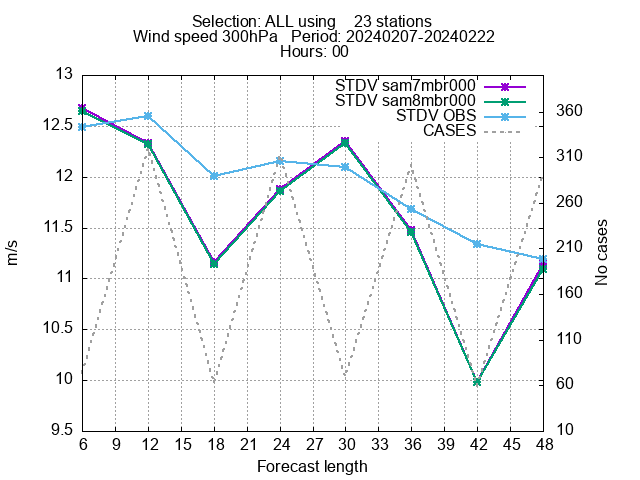 Selection: ALL using    23 stations
Wind speed 300hPa   Period: 20240207-20240222
Hours: 00
STDV sam7mbr000
STDV sam8mbr000
STDV OBS
CASES
13
12.5
12
11.5
11
10.5
10
9.5
m/s
360
310
260
210
160
110
60
10
No cases
6 9 12 15 18 21 24 27 30 33 36 39 42 45 48
Forecast length